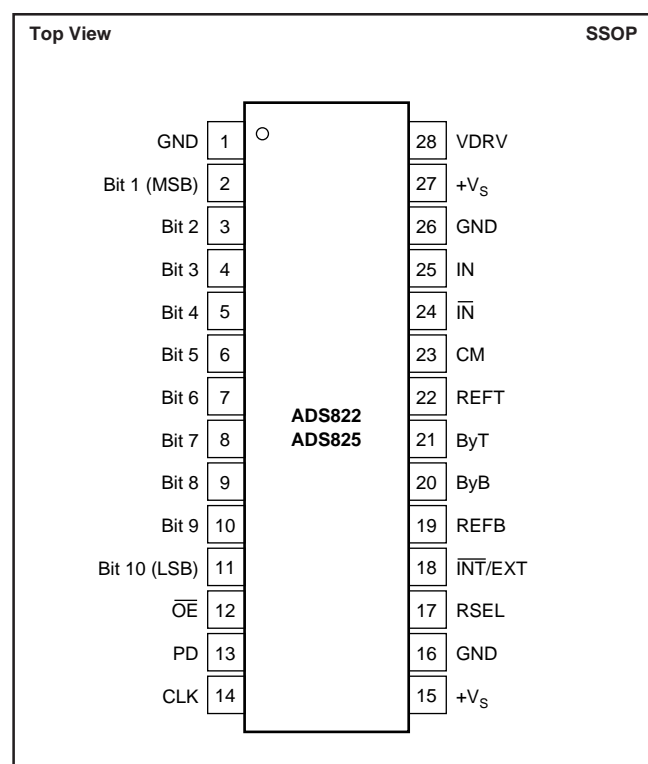 Top View SSOP
GND 1 28 VDRV
Bit 1 (MSB) 2 27 +VS
Bit 2 3 26 GND
Bit 3 4 25 IN
Bit 4 5 24 I̅N̅
Bit 5 6 23 CM
Bit 6 7 22 REFT
ADS822
Bit 7 8 21 ByT
ADS825
Bit 8 9 20 ByB
Bit 9 10 19 REFB
Bit 10 (LSB) 11 18 I̅N̅T̅/EXT
O̅E̅ 12 17 RSEL
PD 13 16 GND
CLK 14 15 +VS